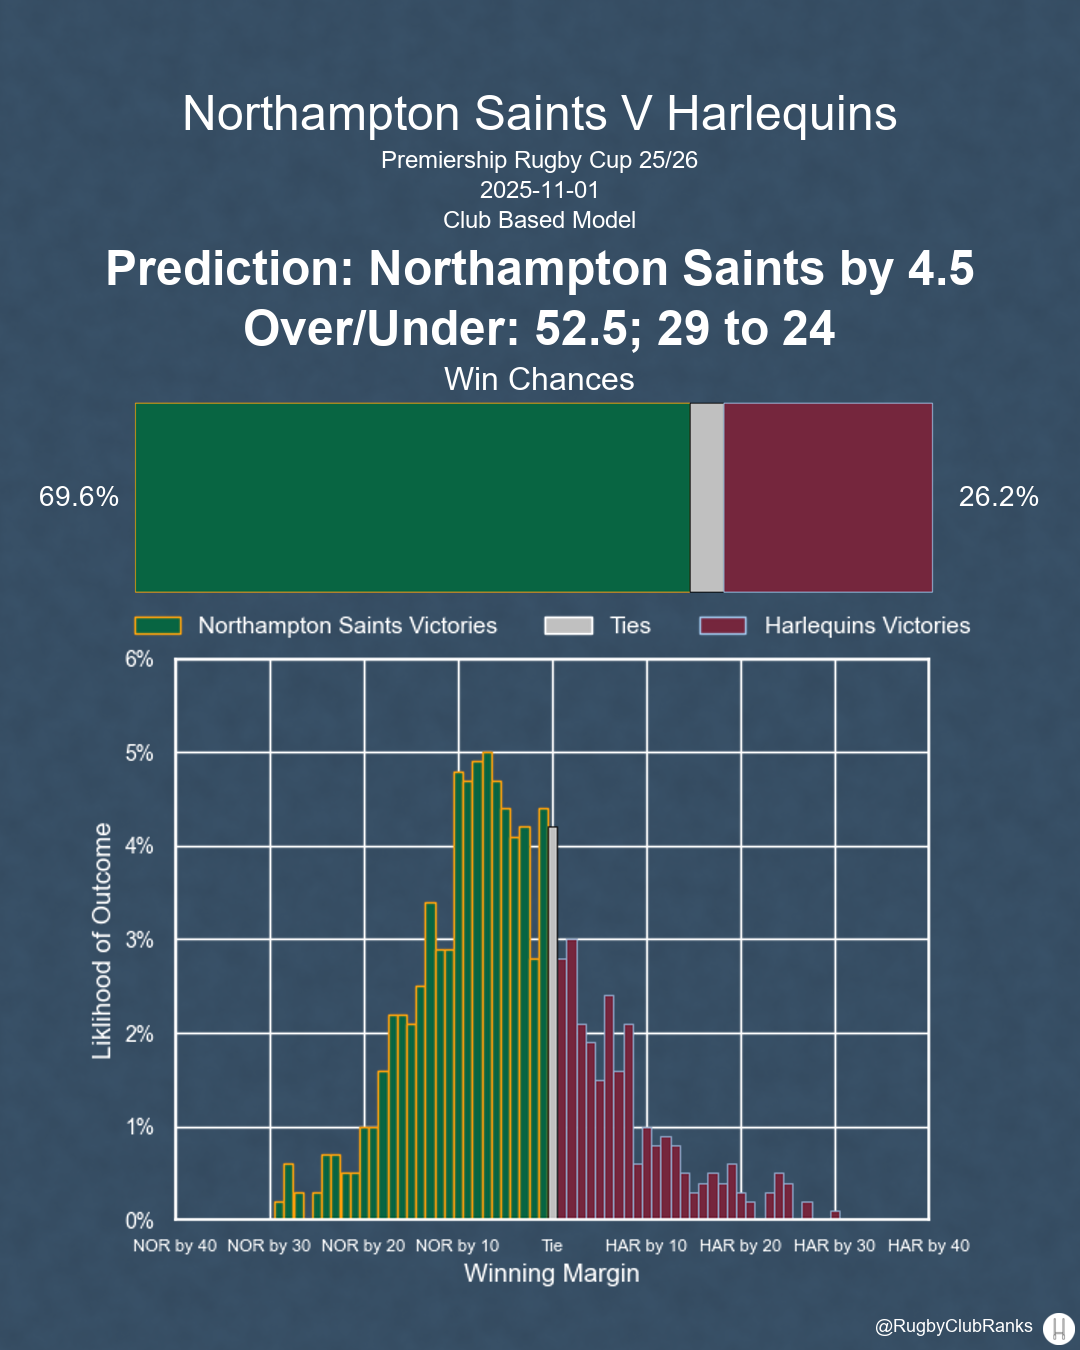 Northampton Saints V Harlequins
Premiership Rugby Cup 25/26
2025-11-01
Club Based Model
Prediction: Northampton Saints by 4.5
Over/Under: 52.5; 29 to 24
Win Chances
69.6%
26.2%
Northampton Saints Victories
Ties
Harlequins Victories
6%
5%
4%
3%
2%
1%
0%
Liklihood of Outcome
NOR by 40 NOR by 30 NOR by 20 NOR by 10 Tie HAR by 10 HAR by 20 HAR by 30 HAR by 40
Winning Margin
@RugbyClubRanks